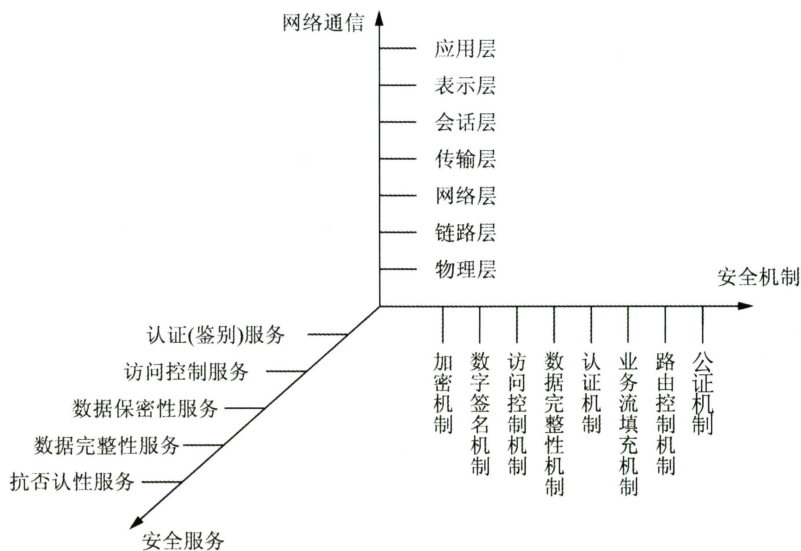 网络通信
应用层
表示层
会话层
传输层
网络层
链路层
物理层
安全机制
加密机制
数字签名机制
访问控制机制
数据完整性机制
认证机制
业务流填充机制
路由控制机制
公证机制
认证(鉴别)服务
访问控制服务
数据保密性服务
数据完整性服务
抗否认性服务
安全服务